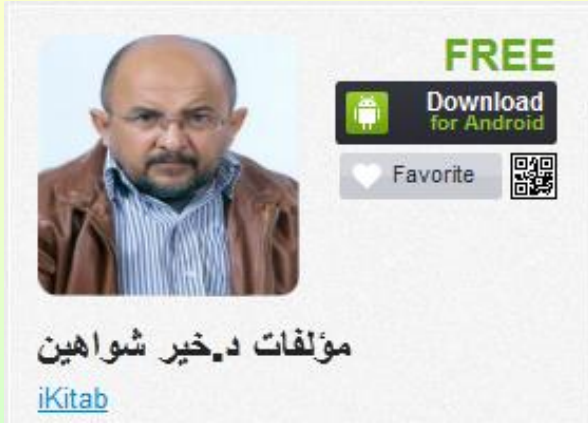 FREE
Download
for Android
Favorite
مؤلفات د.خير شواهين
iKitab